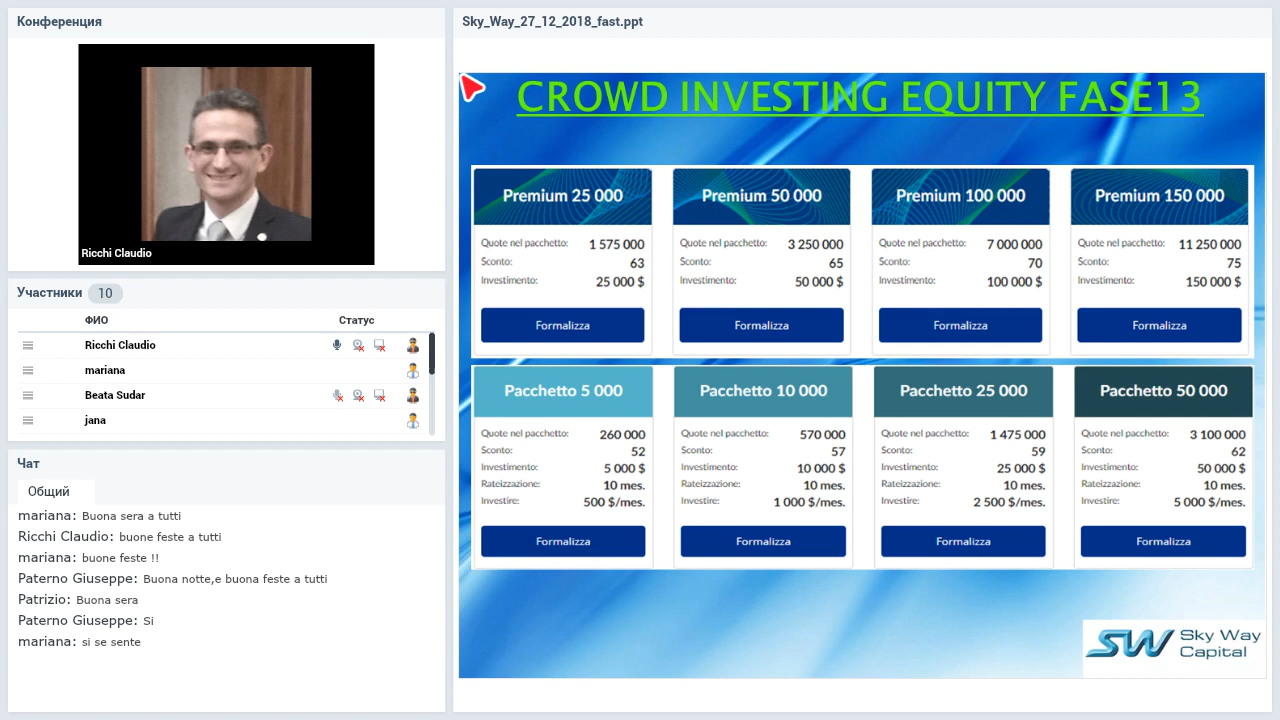 Конференция
Ricchi Claudio
Участники 10
ФИО Статус
Ricchi Claudio
mariana
Beata Sudar
jana
Чат
Общий
mariana: Buona sera a tutti
Ricchi Claudio: buone feste a tutti
mariana: buone feste !!
Paterno Giuseppe: Buona notte,e buona feste a tutti
Patrizio: Buona sera
Paterno Giuseppe: Si
mariana: si se sente
Sky_Way_27_12_2018_fast.ppt
CROWD INVESTING EQUITY FASE13
Premium 25 000
Quote nel pacchetto: 1 575 000
Sconto: 63
Investimento: 25 000 $
Formalizza
Premium 50 000
Quote nel pacchetto: 3 250 000
Sconto: 65
Investimento: 50 000 $
Formalizza
Premium 100 000
Quote nel pacchetto: 7 000 000
Sconto: 70
Investimento: 100 000 $
Formalizza
Premium 150 000
Quote nel pacchetto: 11 250 000
Sconto: 75
Investimento: 150 000 $
Formalizza
Pacchetto 5 000
Quote nel pacchetto: 260 000
Sconto: 52
Investimento: 5 000 $
Rateizzazione: 10 mes.
Investire: 500 $/mes.
Formalizza
Pacchetto 10 000
Quote nel pacchetto: 570 000
Sconto: 57
Investimento: 10 000 $
Rateizzazione: 10 mes.
Investire: 1 000 $/mes.
Formalizza
Pacchetto 25 000
Quote nel pacchetto: 1 475 000
Sconto: 59
Investimento: 25 000 $
Rateizzazione: 10 mes.
Investire: 2 500 $/mes.
Formalizza
Pacchetto 50 000
Quote nel pacchetto: 3 100 000
Sconto: 62
Investimento: 50 000 $
Rateizzazione: 10 mes.
Investire: 5 000 $/mes.
Formalizza
SW Sky Way
Capital